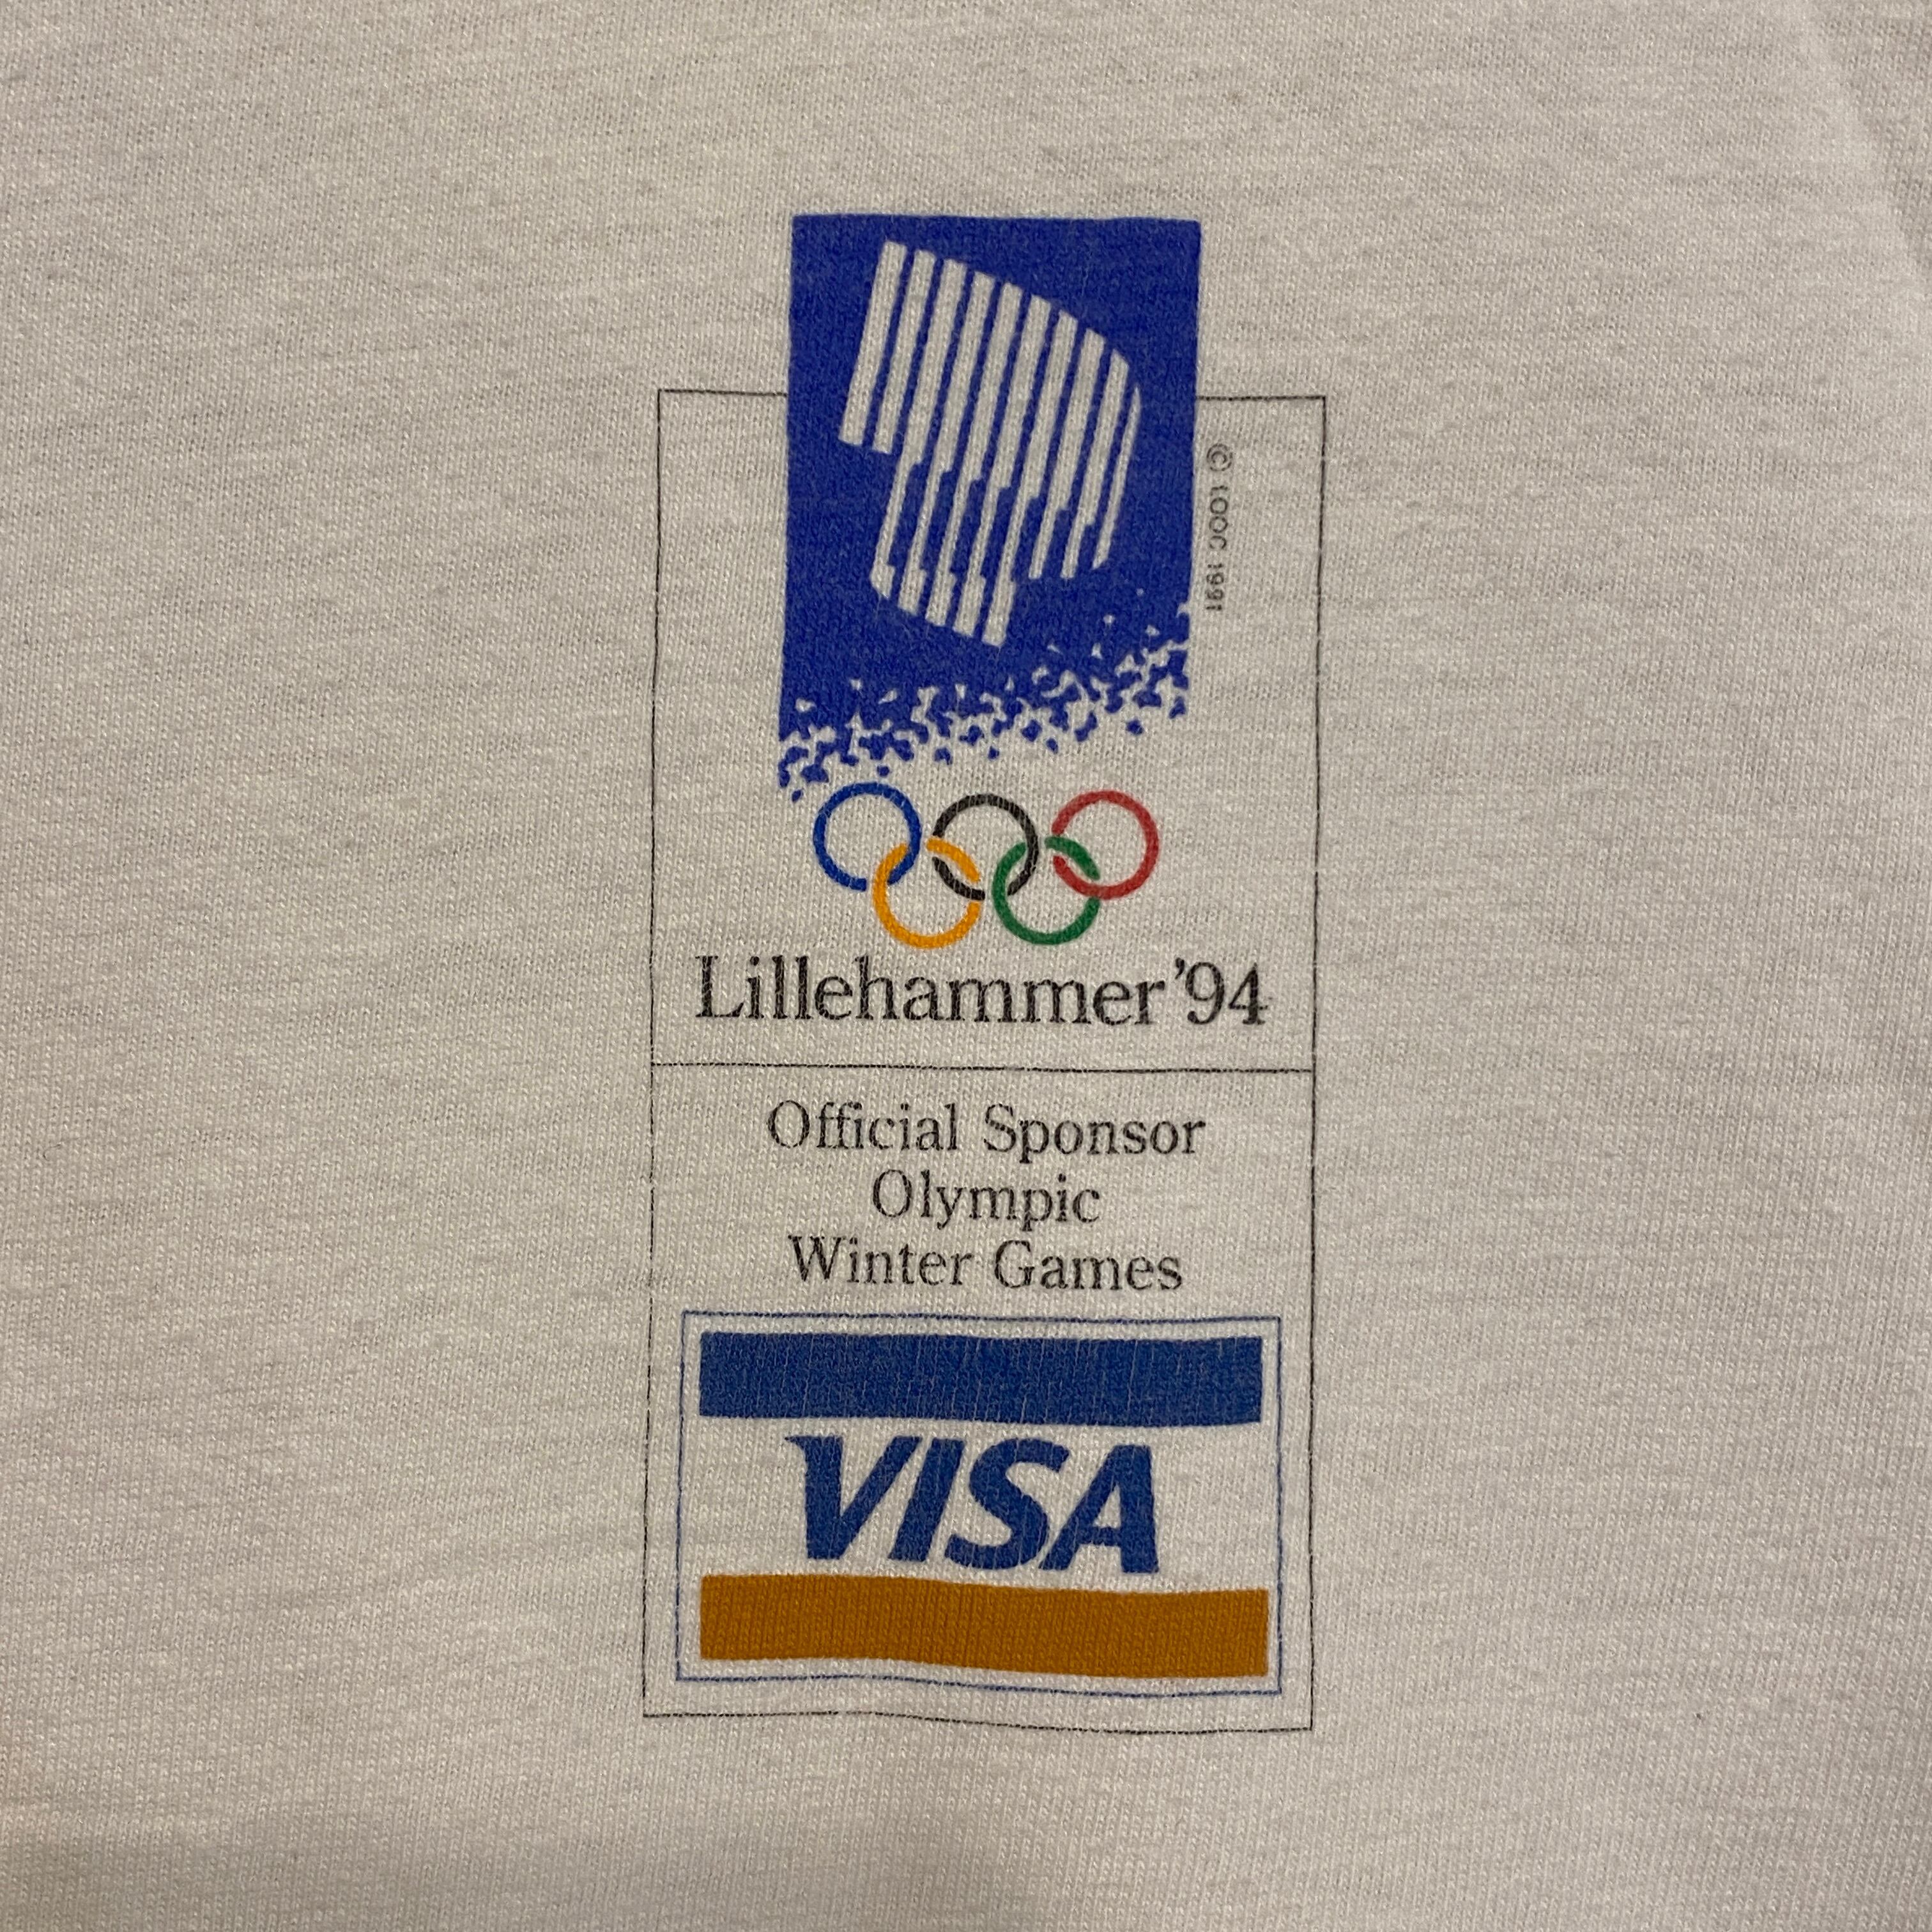 © LOOC 1991
Lillehammer '94
Official Sponsor
Olympic
Winter Games
VISA